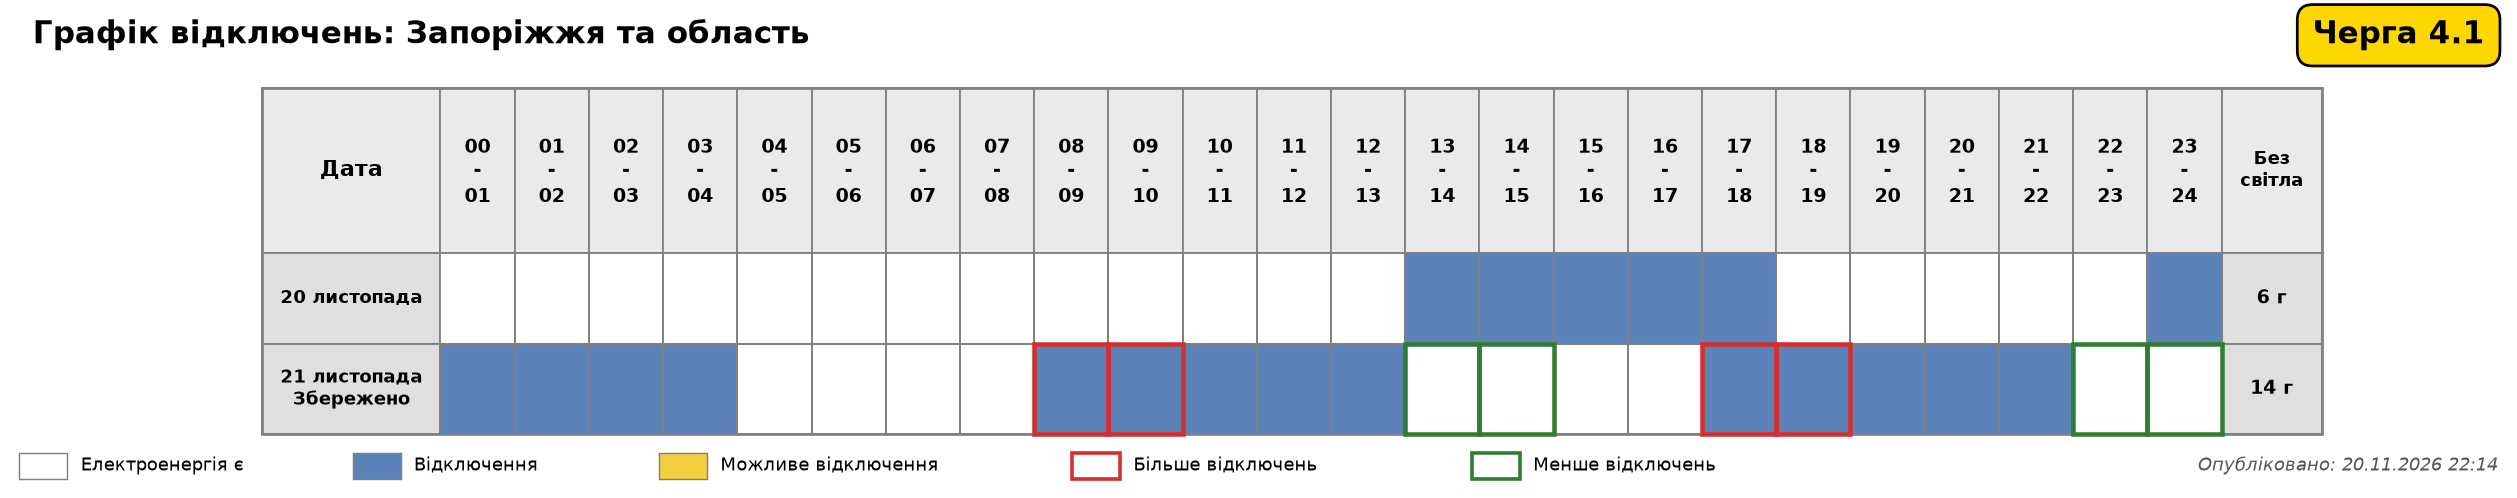 Графік відключень: Запоріжжя та область
Черга 4.1
Дата
00 - 01
01 - 02
02 - 03
03 - 04
04 - 05
05 - 06
06 - 07
07 - 08
08 - 09
09 - 10
10 - 11
11 - 12
12 - 13
13 - 14
14 - 15
15 - 16
16 - 17
17 - 18
18 - 19
19 - 20
20 - 21
21 - 22
22 - 23
23 - 24
Без
світла
20 листопада
6 г
21 листопада
Збережено
14 г
Електроенергія є
Відключення
Можливе відключення
Більше відключень
Менше відключень
Опубліковано: 20.11.2026 22:14